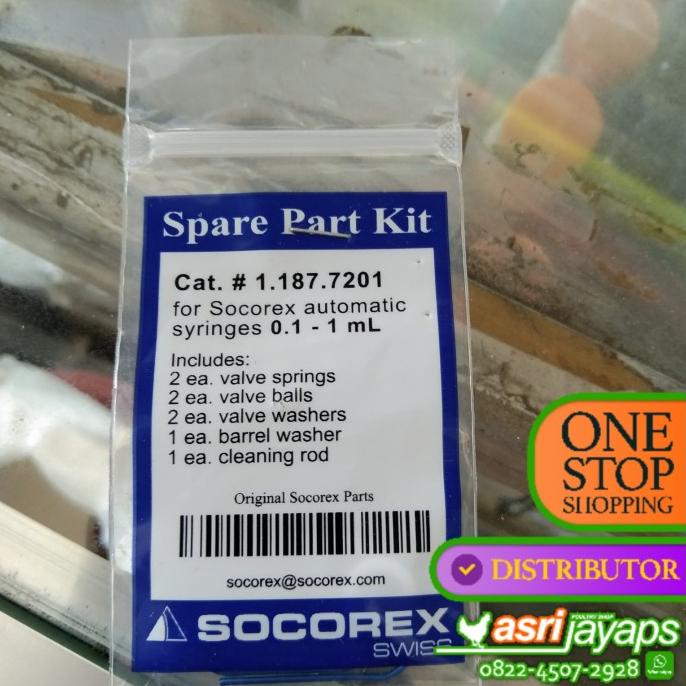 Spare Part Kit
Cat. # 1.187.7201
for Socorex automatic
syringes 0.1 - 1 mL
Includes:
2 ea. valve springs
2 ea. valve balls
2 ea. valve washers
1 ea. barrel washer
1 ea. cleaning rod
Original Socorex Parts
socorex@socorex.com
SOCOREX
SWISS
ONE
STOP
SHOPPING
DISTRIBUTOR
POULTRY SHOP
asrijayaps
0822-4507-2928